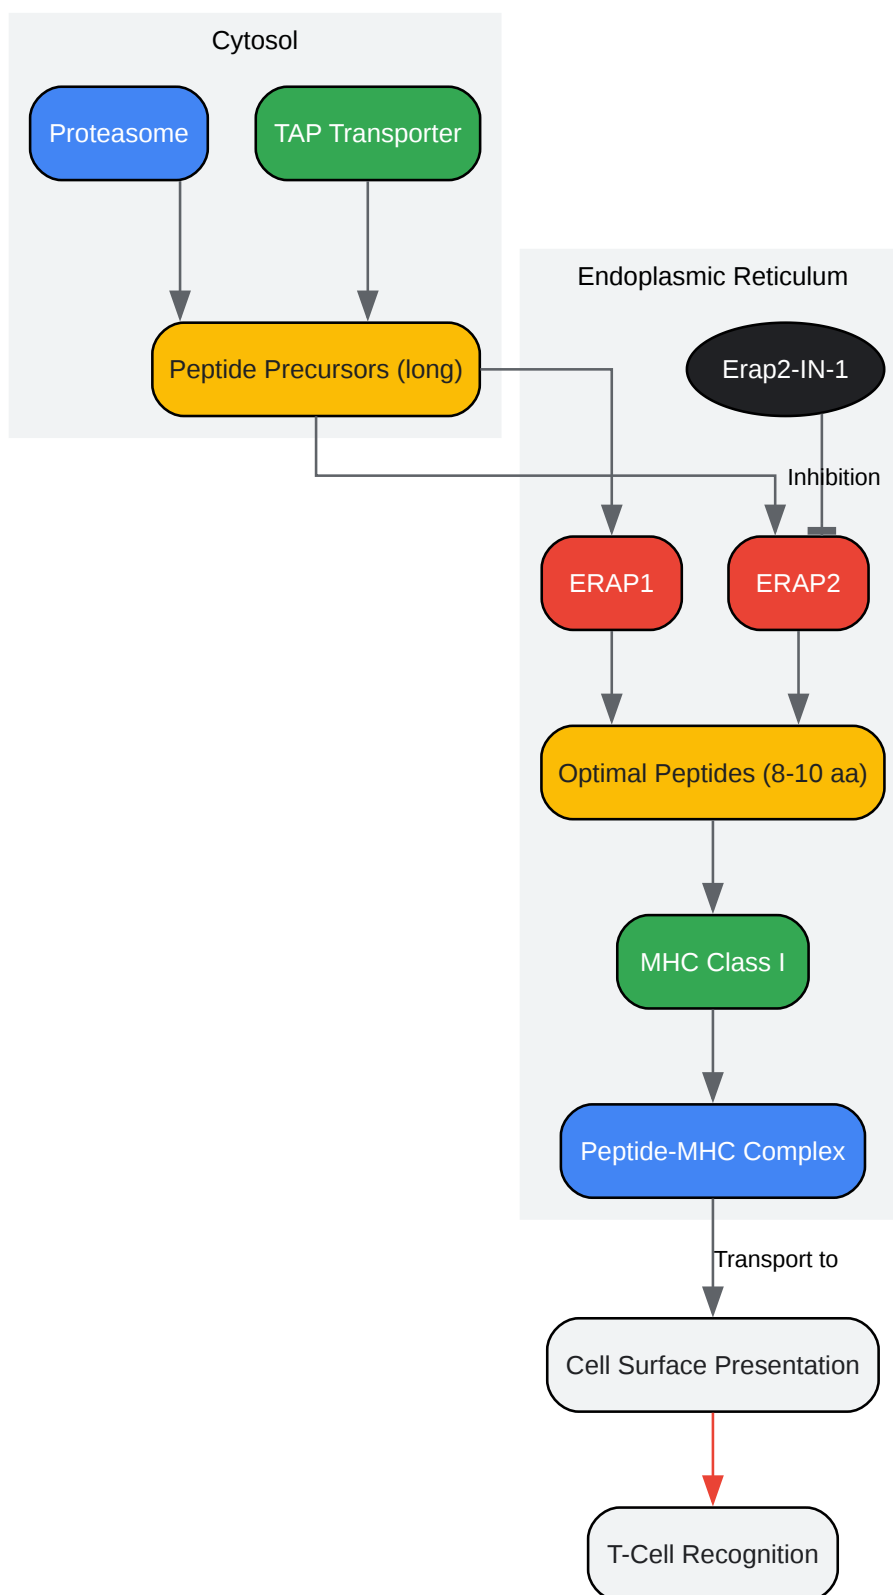 Cytosol
Proteasome
TAP Transporter
Endoplasmic Reticulum
Peptide Precursors (long)
Erap2-IN-1
Inhibition
ERAP1
ERAP2
Optimal Peptides (8-10 aa)
MHC Class I
Peptide-MHC Complex
Transport to
Cell Surface Presentation
T-Cell Recognition